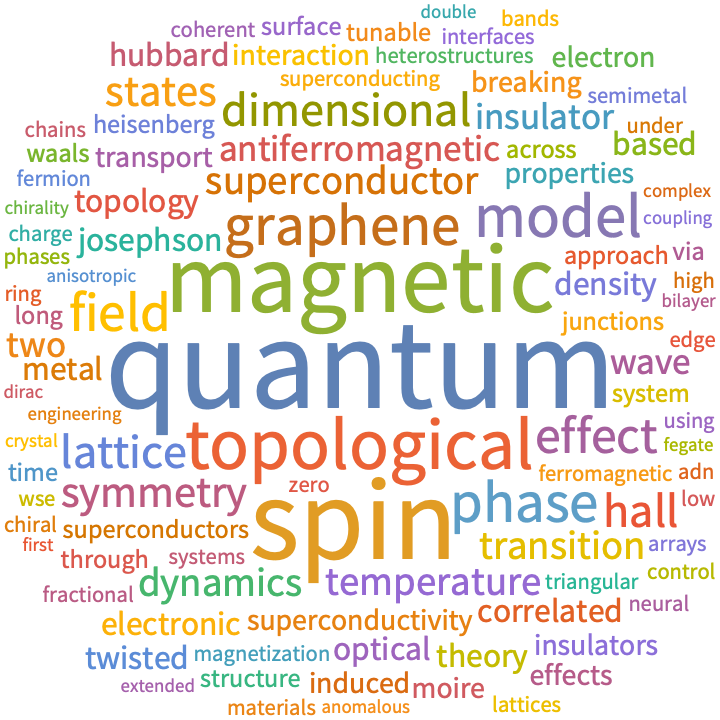 double
bands
coherent
surface
tunable
interfaces
hubbard
interaction
heterostructures
electron
superconducting
breaking
states
semimetal
dimensional
insulator
chains
heisenberg
under
waals
transport
antiferromagnetic
across
based
fermion
superconductor
properties
complex
chirality
topology
graphene
model
coupling
charge
josephson
phases
approach
via
anisotropic
magnetic
density
high
ring
bilayer
long
field
junctions
two
quantum
edge
metal
wave
dirac
system
engineering
topological
effect
using
crystal
lattice
fegate
time
zero
ferromagnetic
adn
wse
symmetry
spin
phase
hall
low
chiral
superconductors
first
transition
arrays
through
systems
fractional
dynamics
temperature
triangular
control
electronic
superconductivity
correlated
neural
twisted
magnetization
optical
theory
insulators
extended
structure
induced
moire
effects
materials
anomalous
lattices